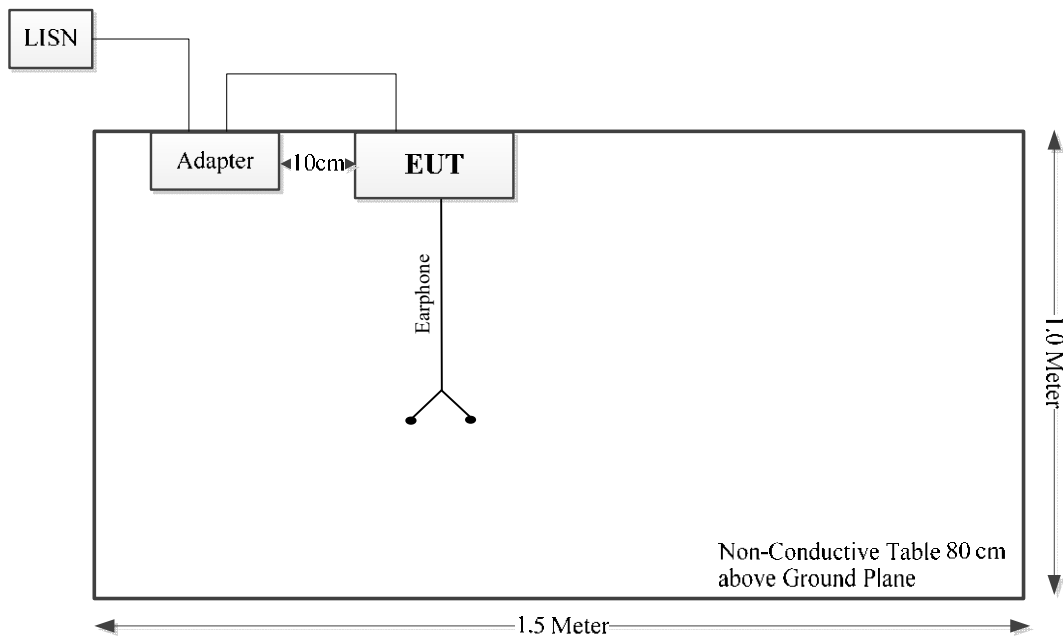 LISN
Adapter
10cm
EUT
Earphone
1.0 Meter
Non-Conductive Table 80 cm
above Ground Plane
1.5 Meter